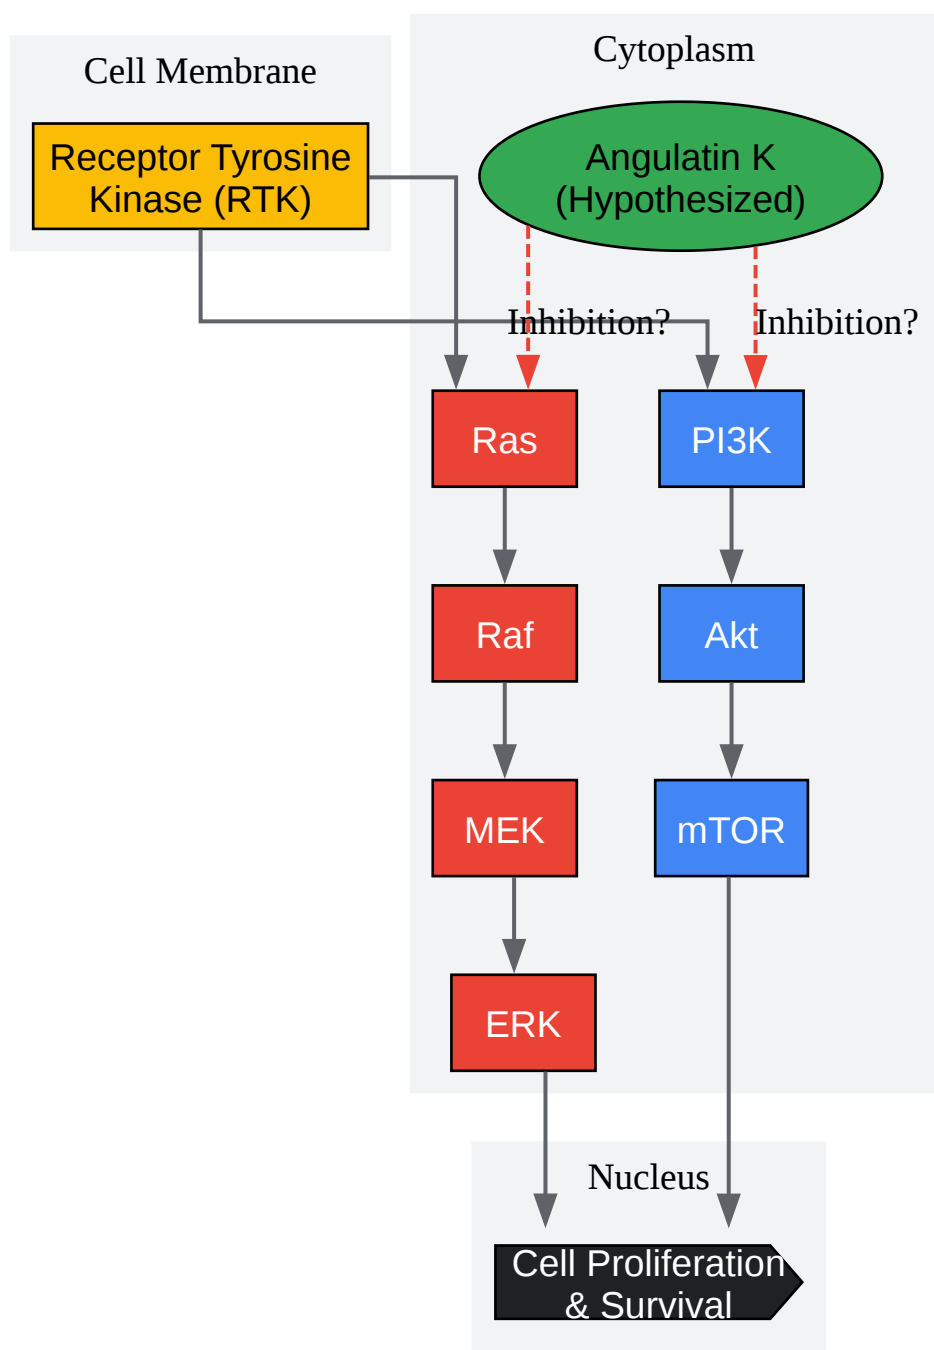 Cell Membrane
Cytoplasm
Receptor Tyrosine
Kinase (RTK)
Angulatin K
(Hypothesized)
Inhibition?
Inhibition?
Ras
PI3K
Raf
Akt
MEK
mTOR
ERK
Nucleus
Cell Proliferation
& Survival